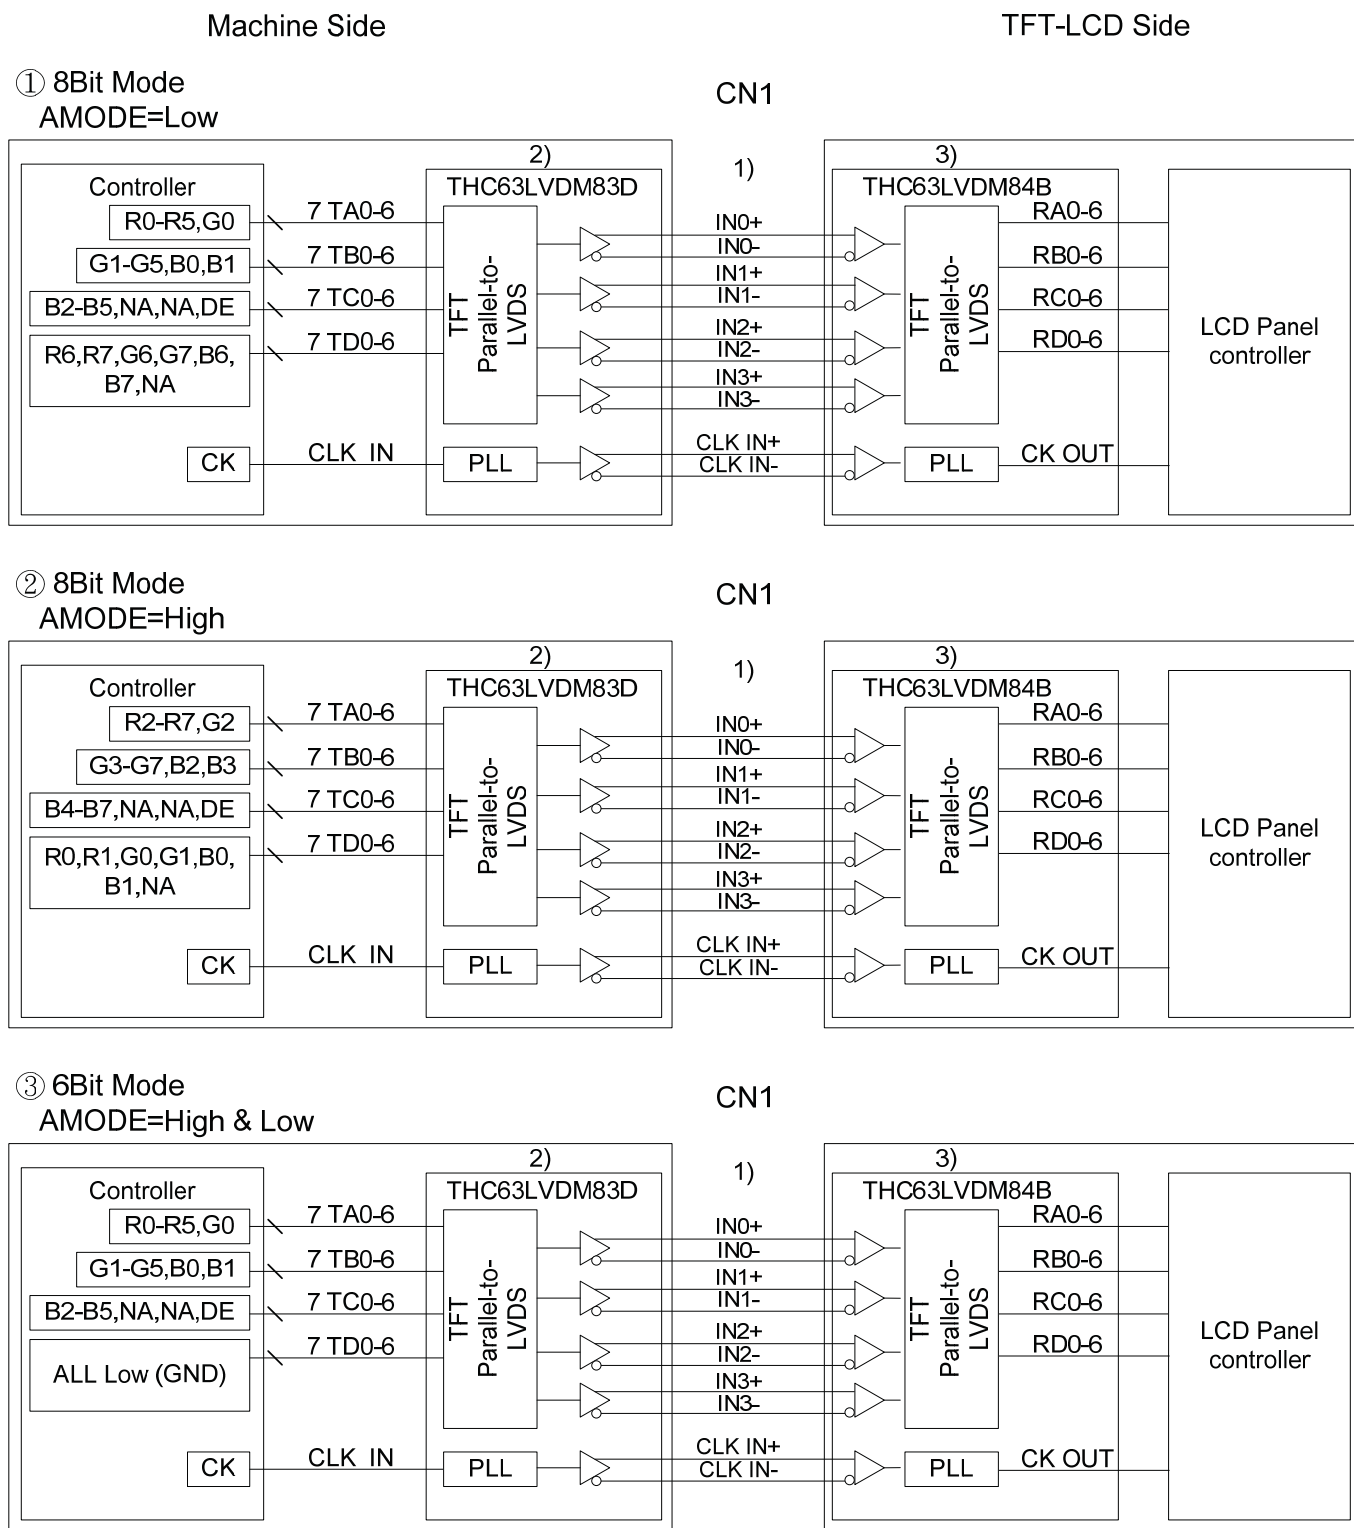 Machine Side
TFT-LCD Side
① 8Bit Mode
AMODE=Low
CN1
Controller
R0-R5,G0
G1-G5,B0,B1
B2-B5,NA,NA,DE
R6,R7,G6,G7,B6,
B7,NA
CK
7 TA0-6
7 TB0-6
7 TC0-6
7 TD0-6
CLK IN
2)
THC63LVDM83D
TFT
Parallel-to-
LVDS
PLL
1)
IN0+
IN0-
IN1+
IN1-
IN2+
IN2-
IN3+
IN3-
CLK IN+
CLK IN-
3)
THC63LVDM84B
TFT
Parallel-to-
LVDS
PLL
RA0-6
RB0-6
RC0-6
RD0-6
CK OUT
LCD Panel
controller
② 8Bit Mode
AMODE=High
CN1
Controller
R2-R7,G2
G3-G7,B2,B3
B4-B7,NA,NA,DE
R0,R1,G0,G1,B0,
B1,NA
CK
7 TA0-6
7 TB0-6
7 TC0-6
7 TD0-6
CLK IN
2)
THC63LVDM83D
TFT
Parallel-to-
LVDS
PLL
1)
IN0+
IN0-
IN1+
IN1-
IN2+
IN2-
IN3+
IN3-
CLK IN+
CLK IN-
3)
THC63LVDM84B
TFT
Parallel-to-
LVDS
PLL
RA0-6
RB0-6
RC0-6
RD0-6
CK OUT
LCD Panel
controller
③ 6Bit Mode
AMODE=High & Low
CN1
Controller
R0-R5,G0
G1-G5,B0,B1
B2-B5,NA,NA,DE
ALL Low (GND)
CK
7 TA0-6
7 TB0-6
7 TC0-6
7 TD0-6
CLK IN
2)
THC63LVDM83D
TFT
Parallel-to-
LVDS
PLL
1)
IN0+
IN0-
IN1+
IN1-
IN2+
IN2-
IN3+
IN3-
CLK IN+
CLK IN-
3)
THC63LVDM84B
TFT
Parallel-to-
LVDS
PLL
RA0-6
RB0-6
RC0-6
RD0-6
CK OUT
LCD Panel
controller